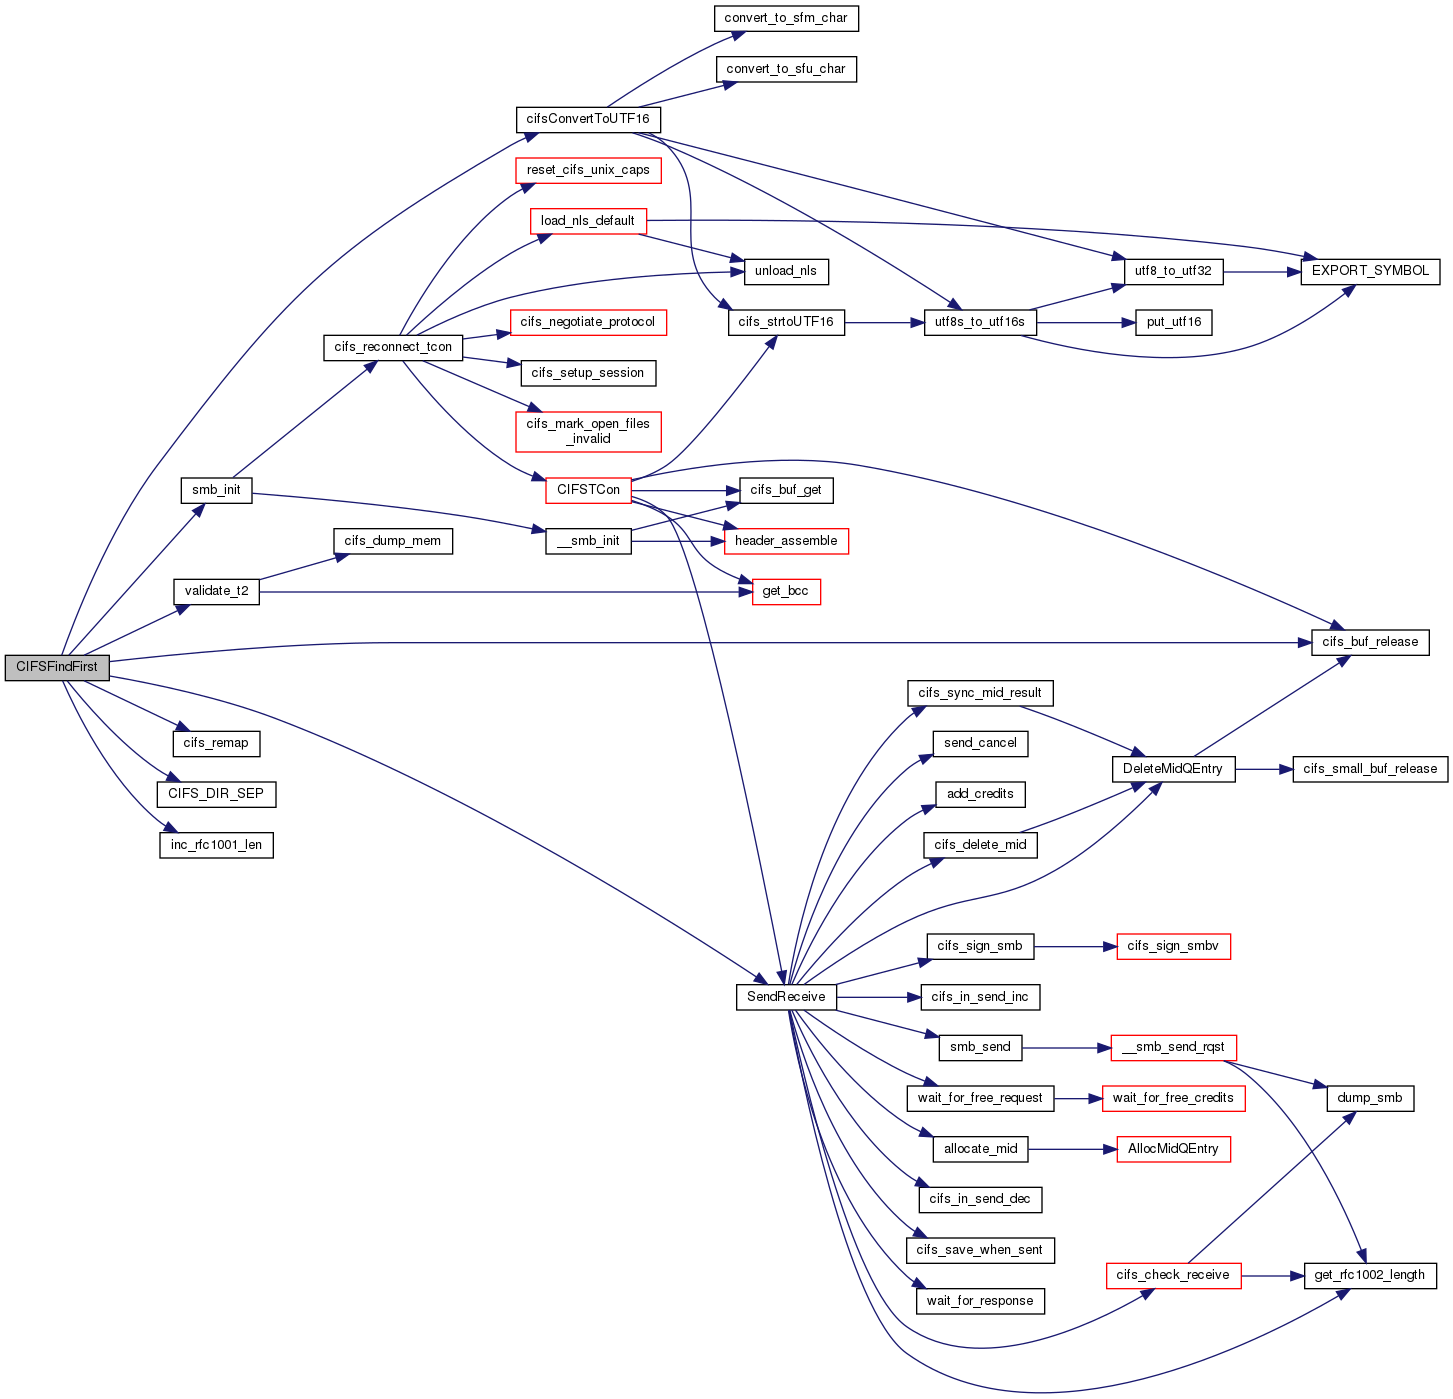 convert_to_sfm_char
convert_to_sfu_char
cifsConvertToUTF16
reset_cifs_unix_caps
load_nls_default
unload_nls
utf8_to_utf32
EXPORT_SYMBOL
cifs_negotiate_protocol
cifs_strtoUTF16
utf8s_to_utf16s
put_utf16
cifs_reconnect_tcon
cifs_setup_session
cifs_mark_open_files
_invalid
smb_init
CIFSTCon
cifs_buf_get
cifs_dump_mem
__smb_init
header_assemble
validate_t2
get_bcc
cifs_buf_release
CIFSFindFirst
cifs_sync_mid_result
cifs_remap
send_cancel
DeleteMidQEntry
cifs_small_buf_release
CIFS_DIR_SEP
add_credits
inc_rfc1001_len
cifs_delete_mid
cifs_sign_smb
cifs_sign_smbv
SendReceive
cifs_in_send_inc
smb_send
__smb_send_rqst
wait_for_free_request
wait_for_free_credits
dump_smb
allocate_mid
AllocMidQEntry
cifs_in_send_dec
cifs_save_when_sent
cifs_check_receive
get_rfc1002_length
wait_for_response